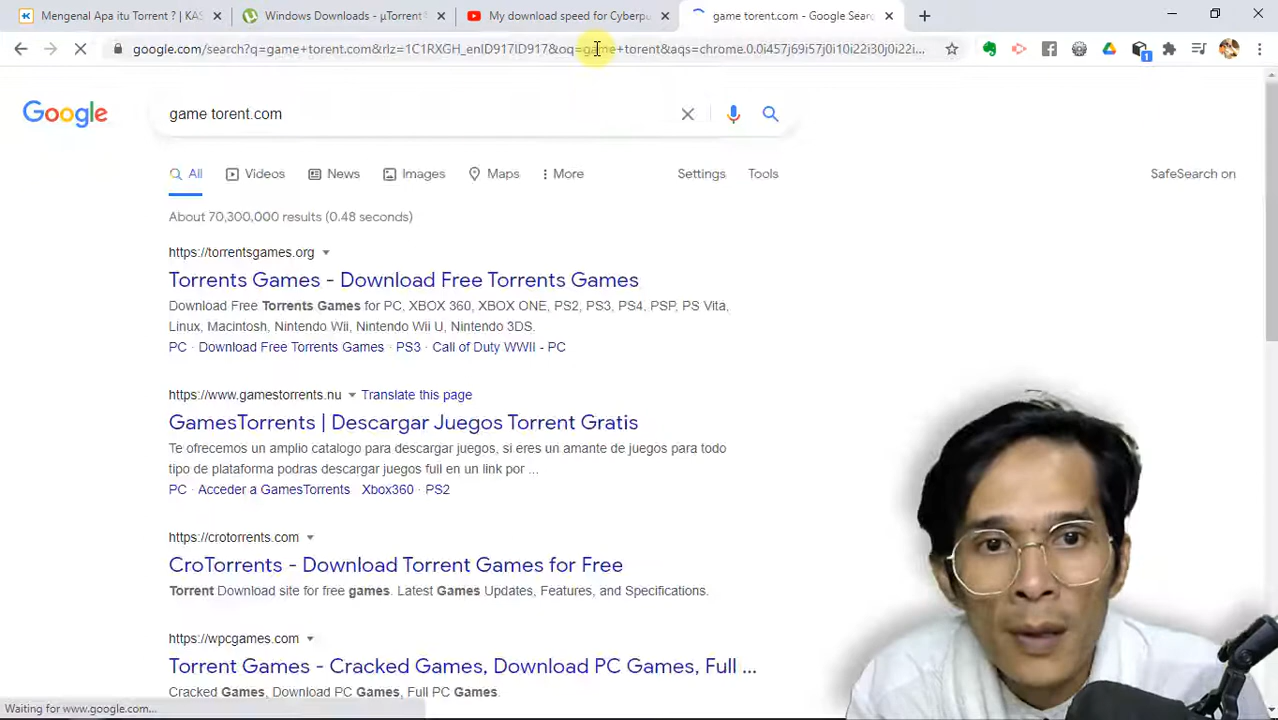 Mengenal Apa itu Torrent ? | KAS
Windows Downloads - µTorrent
My download speed for Cyberpu
game torent.com - Google Sear
google.com/search?q=game+torent.com&rlz=1C1RXGH_enID917ID917&oq=game+torent&aqs=chrome.0.0i457j69i57j0i10i22i30j0i22i...
Google
game torent.com
All
Videos
News
Images
Maps
More
Settings
Tools
SafeSearch on
About 70,300,000 results (0.48 seconds)
https://torrentsgames.org
Torrents Games - Download Free Torrents Games
Download Free Torrents Games for PC, XBOX 360, XBOX ONE, PS2, PS3, PS4, PSP, PS Vita,
Linux, Macintosh, Nintendo Wii, Nintendo Wii U, Nintendo 3DS.
PC · Download Free Torrents Games · PS3 · Call of Duty WWII - PC
https://www.gamestorrents.nu
Translate this page
GamesTorrents | Descargar Juegos Torrent Gratis
Te ofrecemos un amplio catalogo para descargar juegos, si eres un amante de juegos para todo
tipo de plataforma podras descargar juegos full en un link por ...
PC · Acceder a GamesTorrents · Xbox360 · PS2
https://crotorrents.com
CroTorrents - Download Torrent Games for Free
Torrent Download site for free games. Latest Games Updates, Features, and Specifications.
https://wpcgames.com
Torrent Games - Cracked Games, Download PC Games, Full ...
Cracked Games, Download PC Games, Full PC Games.
Waiting for www.google.com...